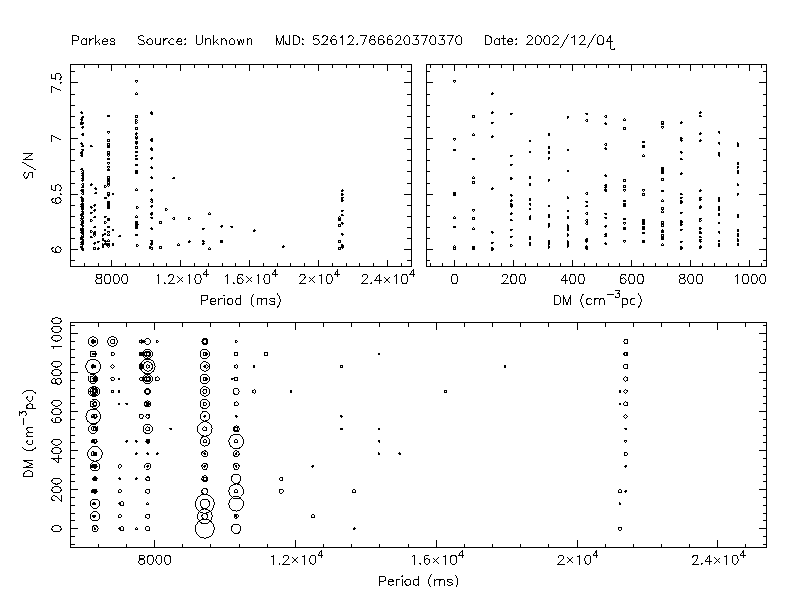 Parkes Source: Unknown MJD: 52612.766620370370 Date: 2002/12/04
7.5
7
6.5
6
S/N
8000 1.2×10⁴ 1.6×10⁴ 2×10⁴ 2.4×10⁴
Period (ms)
0 200 400 600 800 1000
DM (cm⁻³pc)
1000
800
600
400
200
0
DM (cm⁻³pc)
8000 1.2×10⁴ 1.6×10⁴ 2×10⁴ 2.4×10⁴
Period (ms)